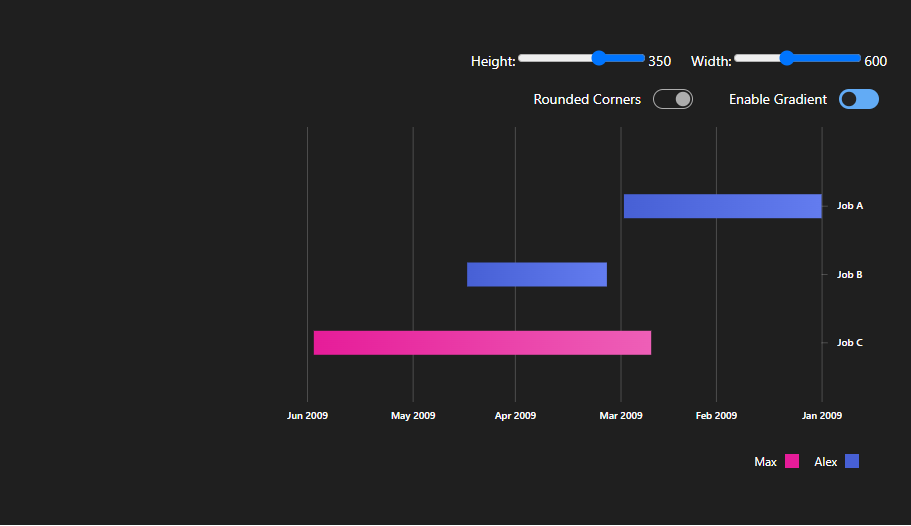 Height: 350 Width: 600
Rounded Corners Enable Gradient
Job A
Job B
Job C
Jun 2009 May 2009 Apr 2009 Mar 2009 Feb 2009 Jan 2009
Max Alex